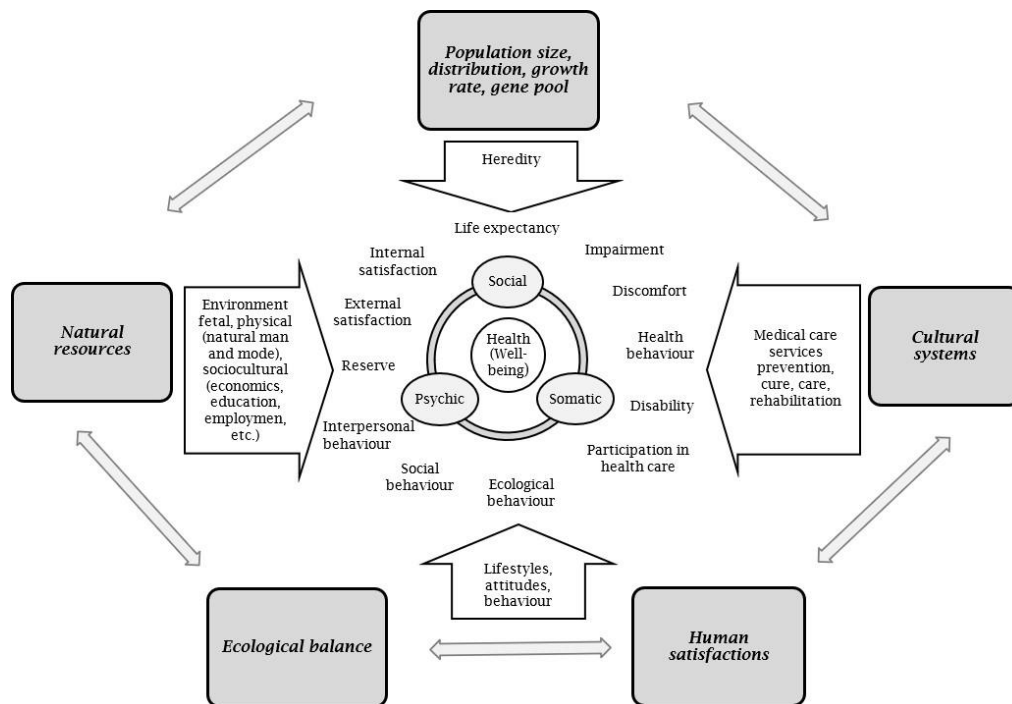 Population size,
distribution, growth
rate, gene pool
Heredity
Life expectancy
Internal
satisfaction
Impairment
Social
Discomfort
External
satisfaction
Natural
resources
Environment
fetal, physical
(natural man
and mode),
sociocultural
(economics,
education,
employmen,
etc.)
Health
(Well-
being)
Health
behaviour
Medical care
services
prevention,
cure, care,
rehabilitation
Cultural
systems
Reserve
Psychic
Somatic
Disability
Interpersonal
behaviour
Participation in
health care
Social
behaviour
Ecological
behaviour
Lifestyles,
attitudes,
behaviour
Ecological balance
Human
satisfactions